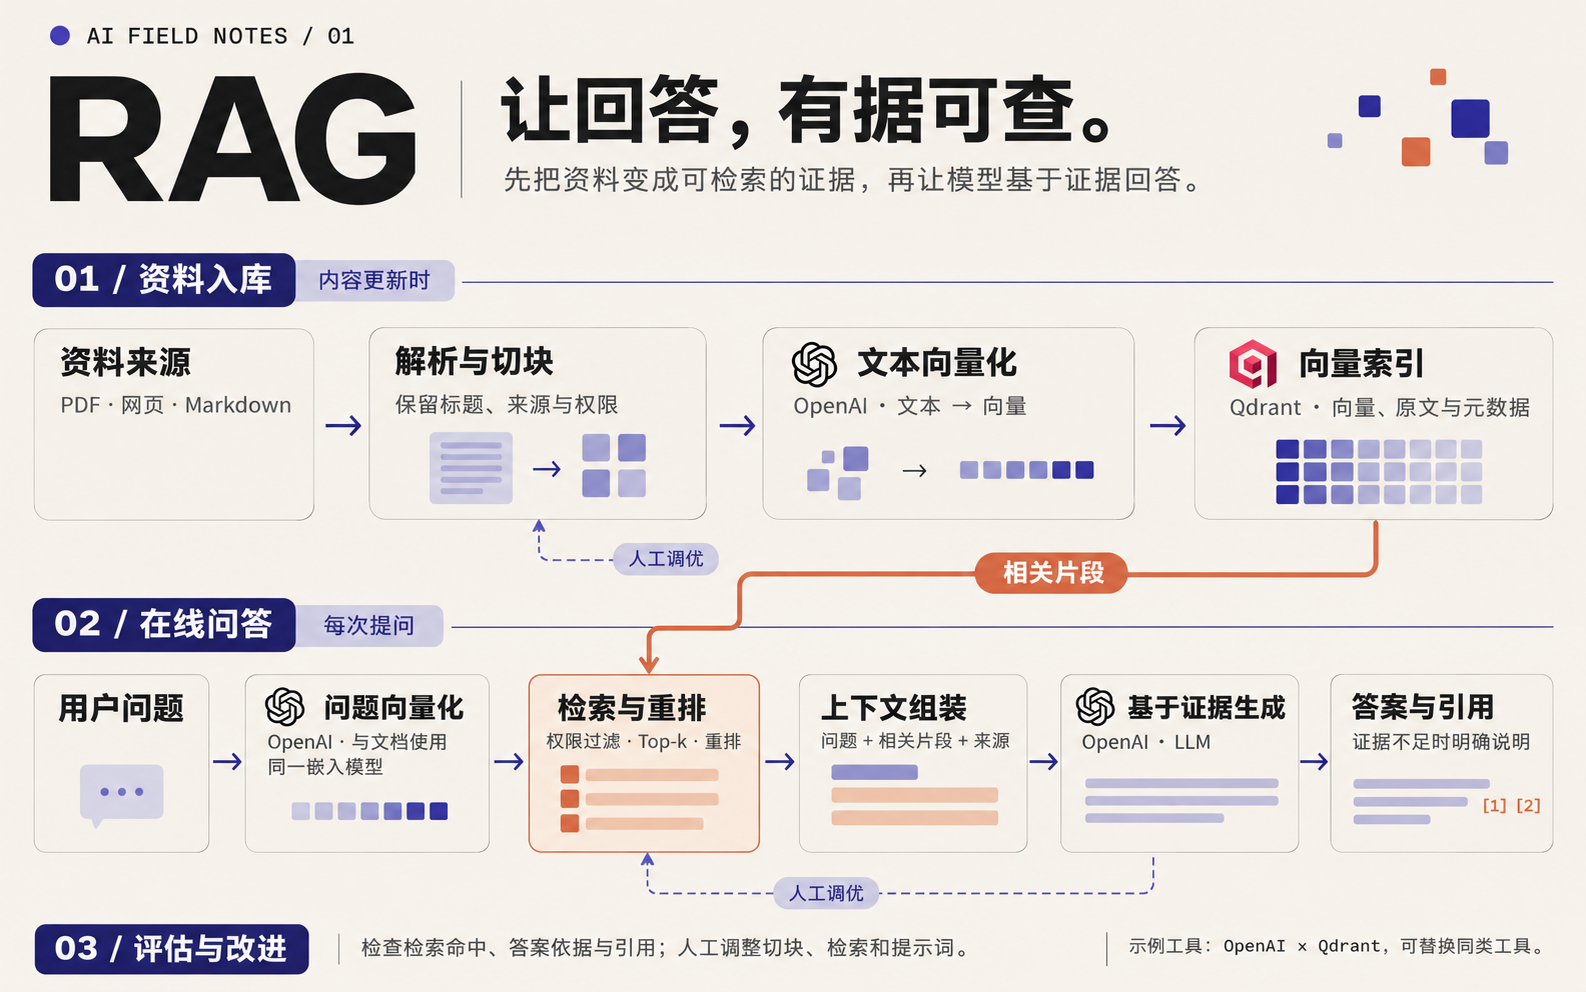 AI FIELD NOTES / 01
RAG
让回答，有据可查。
先把资料变成可检索的证据，再让模型基于证据回答。
01 / 资料入库
内容更新时
资料来源
PDF · 网页 · Markdown
解析与切块
保留标题、来源与权限
文本向量化
OpenAI · 文本 → 向量
向量索引
Qdrant · 向量、原文与元数据
人工调优
相关片段
02 / 在线问答
每次提问
用户问题
问题向量化
OpenAI · 与文档使用
同一嵌入模型
检索与重排
权限过滤 · Top-k · 重排
上下文组装
问题 + 相关片段 + 来源
基于证据生成
OpenAI · LLM
答案与引用
证据不足时明确说明
[1] [2]
人工调优
03 / 评估与改进
检查检索命中、答案依据与引用；人工调整切块、检索和提示词。
示例工具：OpenAI × Qdrant，可替换同类工具。